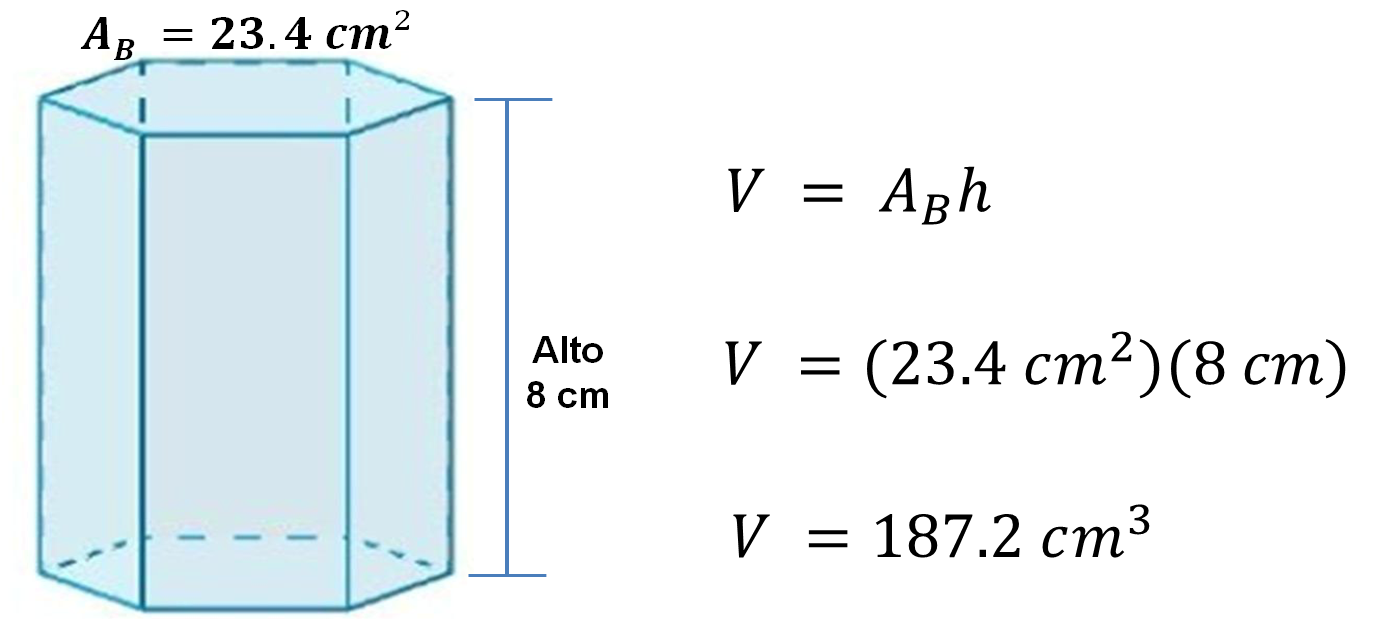 A_B = 23.4 cm²
Alto
8 cm
V = A_B h
V = (23.4 cm²)(8 cm)
V = 187.2 cm³